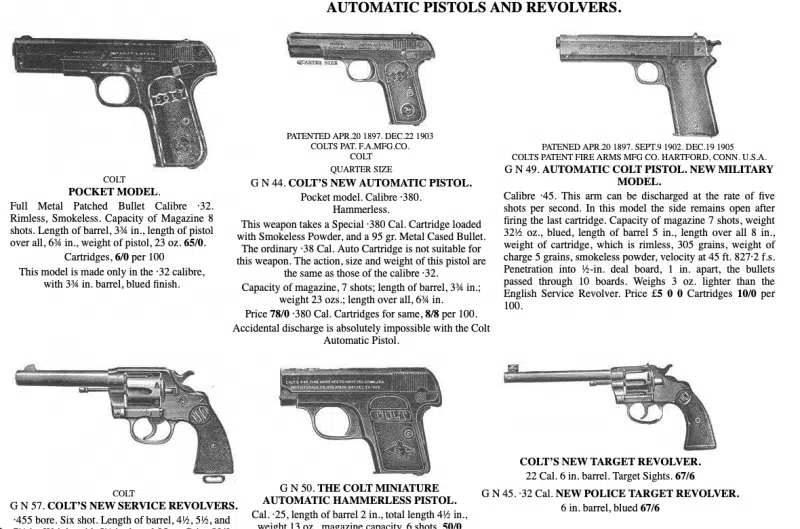 AUTOMATIC PISTOLS AND REVOLVERS.
COLT
POCKET MODEL.
Full Metal Patched Bullet Calibre ·32.
Rimless, Smokeless. Capacity of Magazine 8
shots. Length of barrel, 3¾ in., length of pistol
over all, 6¾ in., weight of pistol, 23 oz. 65/0.
Cartridges, 6/0 per 100
This model is made only in the ·32 calibre,
with 3¾ in. barrel, blued finish.
QUARTER SIZE
PATENTED APR.20 1897. DEC.22 1903
COLTS PAT. F.A.MFG.CO.
COLT
QUARTER SIZE
G N 44. COLT'S NEW AUTOMATIC PISTOL.
Pocket model. Calibre ·380.
Hammerless.
This weapon takes a Special ·380 Cal. Cartridge loaded
with Smokeless Powder, and a 95 gr. Metal Cased Bullet.
The ordinary ·38 Cal. Auto Cartridge is not suitable for
this weapon. The action, size and weight of this pistol are
the same as those of the calibre ·32.
Capacity of magazine, 7 shots; length of barrel, 3¾ in.;
weight 23 ozs.; length over all, 6¾ in.
Price 78/0 ·380 Cal. Cartridges for same, 8/8 per 100.
Accidental discharge is absolutely impossible with the Colt
Automatic Pistol.
PATENED APR.20 1897. SEPT.9 1902. DEC.19 1905
COLTS PATENT FIRE ARMS MFG CO. HARTFORD, CONN. U.S.A.
G N 49. AUTOMATIC COLT PISTOL. NEW MILITARY
MODEL.
Calibre ·45. This arm can be discharged at the rate of five
shots per second. In this model the side remains open after
firing the last cartridge. Capacity of magazine 7 shots, weight
32½ oz., blued, length of barrel 5 in., length over all 8 in.,
weight of cartridge, which is rimless, 305 grains, weight of
charge 5 grains, smokeless powder, velocity at 45 ft. 827·2 f.s.
Penetration into ½-in. deal board, 1 in. apart, the bullets
passed through 10 boards. Weighs 3 oz. lighter than the
English Service Revolver. Price £5 0 0 Cartridges 10/0 per
100.
COLT
G N 57. COLT'S NEW SERVICE REVOLVERS.
·455 bore. Six shot. Length of barrel, 4½, 5½, and
COLT
G N 50. THE COLT MINIATURE
AUTOMATIC HAMMERLESS PISTOL.
Cal. ·25, length of barrel 2 in., total length 4½ in.,
weight 13 oz., magazine capacity, 6 shots. 50/0
COLT'S NEW TARGET REVOLVER.
22 Cal. 6 in. barrel. Target Sights. 67/6
G N 45. ·32 Cal. NEW POLICE TARGET REVOLVER.
6 in. barrel, blued 67/6